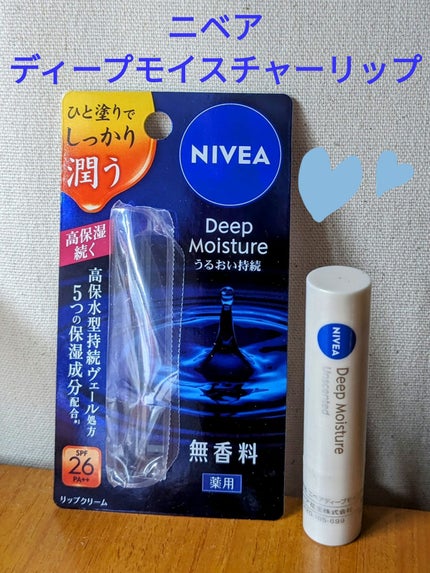 ニベア
ディープモイスチャーリップ
ひと塗りで
しっかり
潤う
NIVEA
Deep
Moisture
うるおい持続
高保湿
続く
高保水型持続ヴェール処方
5つの保湿成分配合*)
無香料
薬用
SPF
26
PA++
リップクリーム
NIVEA
Deep Moisture
Unscented